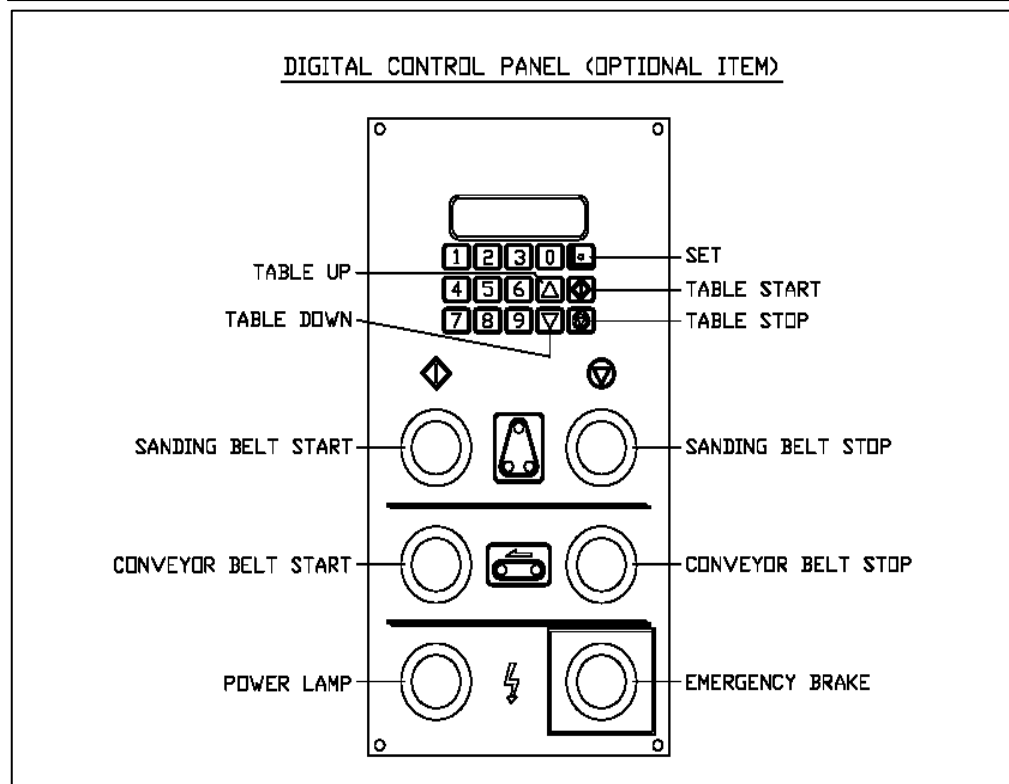 DIGITAL CONTROL PANEL (OPTIONAL ITEM)
1 2 3 0
SET
TABLE UP
4 5 6
TABLE START
TABLE DOWN
7 8 9
TABLE STOP
SANDING BELT START
SANDING BELT STOP
CONVEYOR BELT START
CONVEYOR BELT STOP
POWER LAMP
EMERGENCY BRAKE